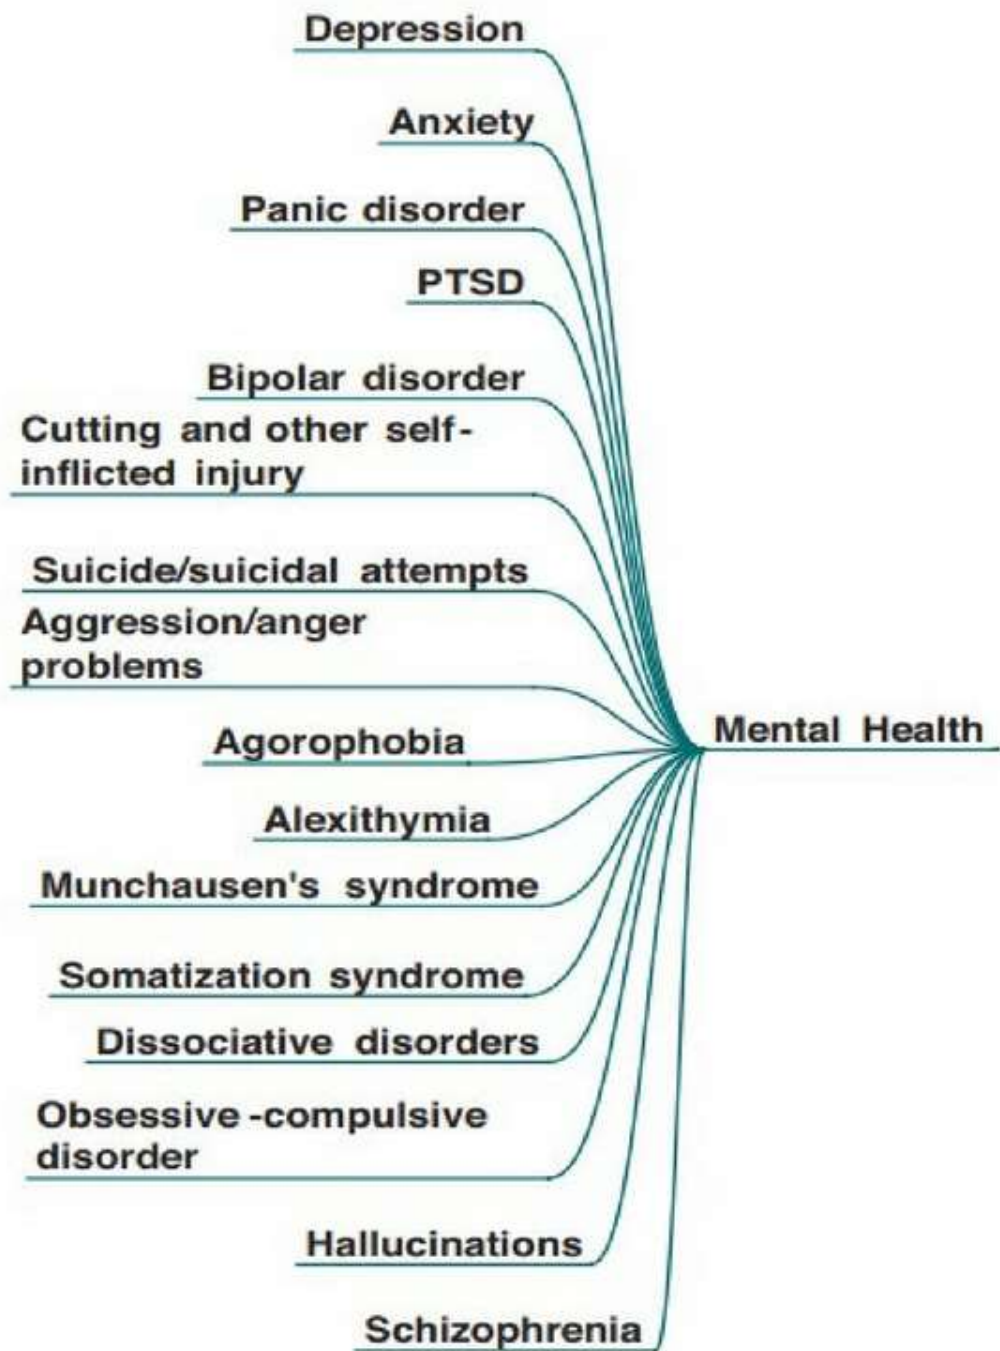 Depression
Anxiety
Panic disorder
PTSD
Bipolar disorder
Cutting and other self-
inflicted injury
Suicide/suicidal attempts
Aggression/anger
problems
Mental Health
Agorophobia
Alexithymia
Munchausen's syndrome
Somatization syndrome
Dissociative disorders
Obsessive-compulsive
disorder
Hallucinations
Schizophrenia